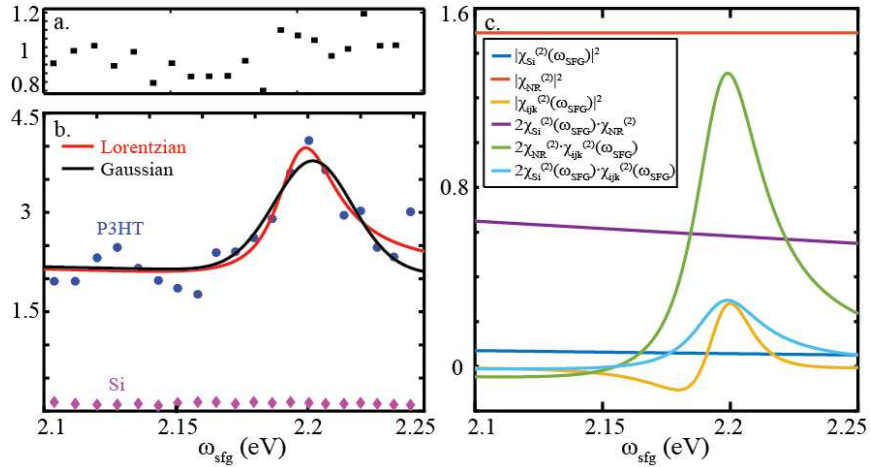 a.
1.2
1
0.8
b.
4.5
3
1.5
Lorentzian
Gaussian
P3HT
Si
2.1
2.15
2.2
2.25
ω_sfg (eV)
c.
1.6
0.8
0
|χ_Si^(2)(ω_SFG)|²
|χ_NR^(2)|²
|χ_ijk^(2)(ω_SFG)|²
2χ_Si^(2)(ω_SFG)·χ_NR^(2)
2χ_NR^(2)·χ_ijk^(2)(ω_SFG)
2χ_Si^(2)(ω_SFG)·χ_ijk^(2)(ω_SFG)
2.1
2.15
2.2
2.25
ω_sfg (eV)